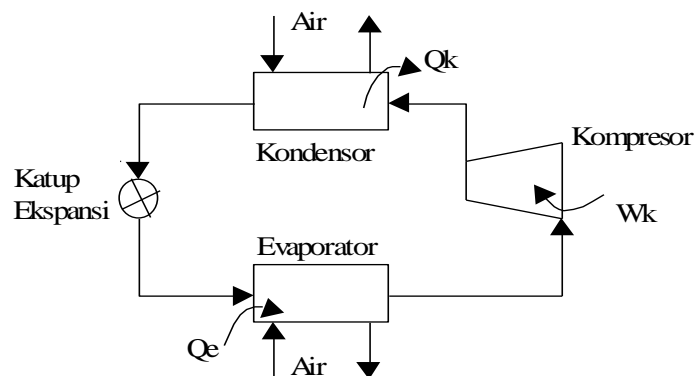 Air
Qk
Kondensor
Kompresor
Katup
Ekspansi
Wk
Evaporator
Qe
Air